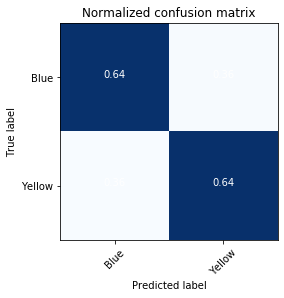 Normalized confusion matrix
True label
Blue
0.64
Yellow
0.64
Blue
Yellow
Predicted label